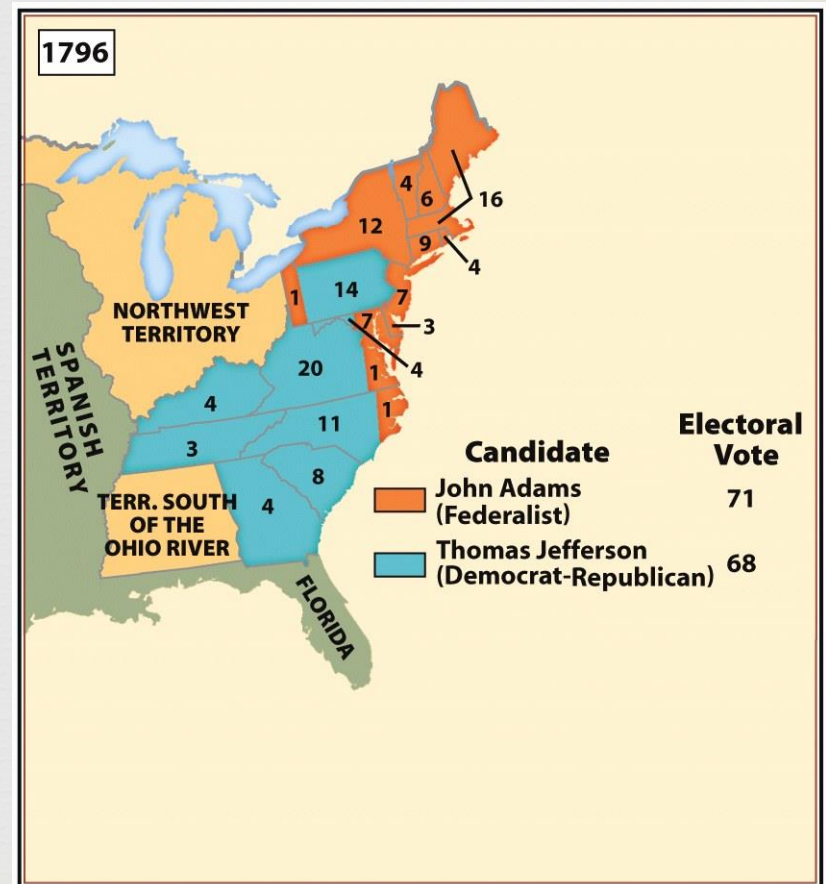 1796
4
6
16
12
9
4
1
14
7
7
3
4
NORTHWEST
TERRITORY
20
1
4
1
11
3
8
4
SPANISH
TERRITORY
TERR. SOUTH
OF THE
OHIO RIVER
FLORIDA
Candidate
Electoral
Vote
John Adams
(Federalist)
71
Thomas Jefferson
(Democrat-Republican)
68